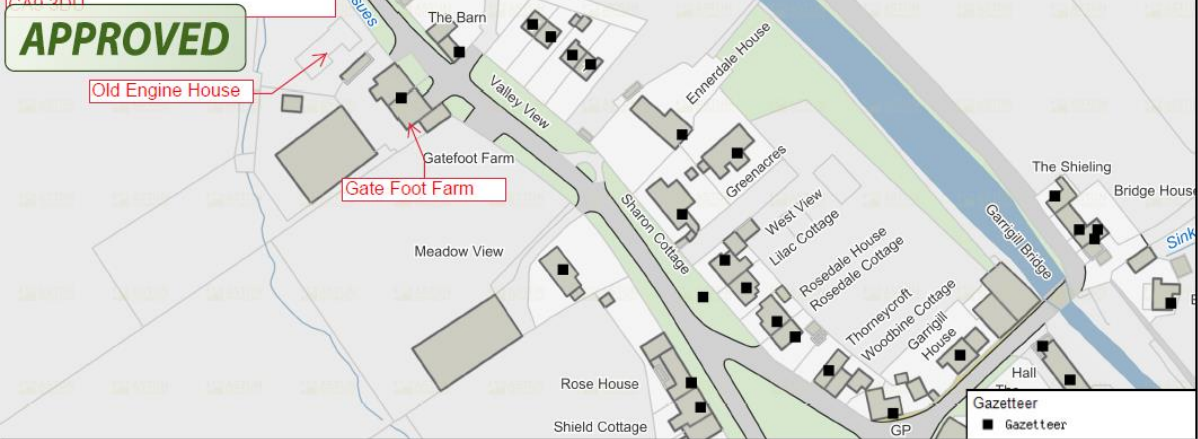 APPROVED
Old Engine House
The Barn
Valley View
Ennerdale House
Gatefoot Farm
Gate Foot Farm
Greenacres
The Shieling
Bridge House
Sink
Garrigill Bridge
West View
Lilac Cottage
Sharon Cottage
Meadow View
Rosedale House
Rosedale Cottage
Thorneycroft
Woodbine Cottage
Garrigill
House
Rose House
Shield Cottage
Hall
GP
Gazetteer
Gazetteer